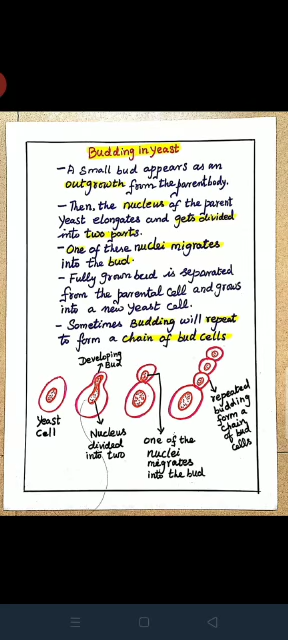 Budding in yeast
- A small bud appears as an
outgrowth from the parent body.
- Then, the nucleus of the parent
Yeast elongates and gets divided
into two parts.
- One of these nuclei migrates
into the bud.
- Fully grown bud is separated
from the parental cell and grows
into a new yeast cell.
- Sometimes Budding will repeat
to form a chain of bud cells
Developing
Bud
Yeast
Cell
Nucleus
divided
into two
one of the
nuclei
migrates
into the bud
repeated
budding
form a
chain
of bud
cells